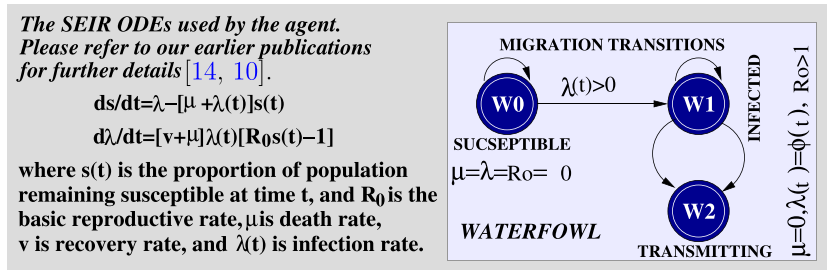 The SEIR ODEs used by the agent.
Please refer to our earlier publications
for further details[14, 10].
ds/dt=λ–[μ +λ(t)]s(t)
dλ/dt=[v+μ]λ(t)[R₀s(t)–1]
where s(t) is the proportion of population
remaining susceptible at time t, and R₀ is the
basic reproductive rate, μ is death rate,
v is recovery rate, and λ(t) is infection rate.
MIGRATION TRANSITIONS
W0
λ(t)>0
W1
SUCSEPTIBLE
μ=λ=Ro= 0
INFECTED
μ=0,λ(t)=φ(t), Ro>1
W2
WATERFOWL
TRANSMITTING